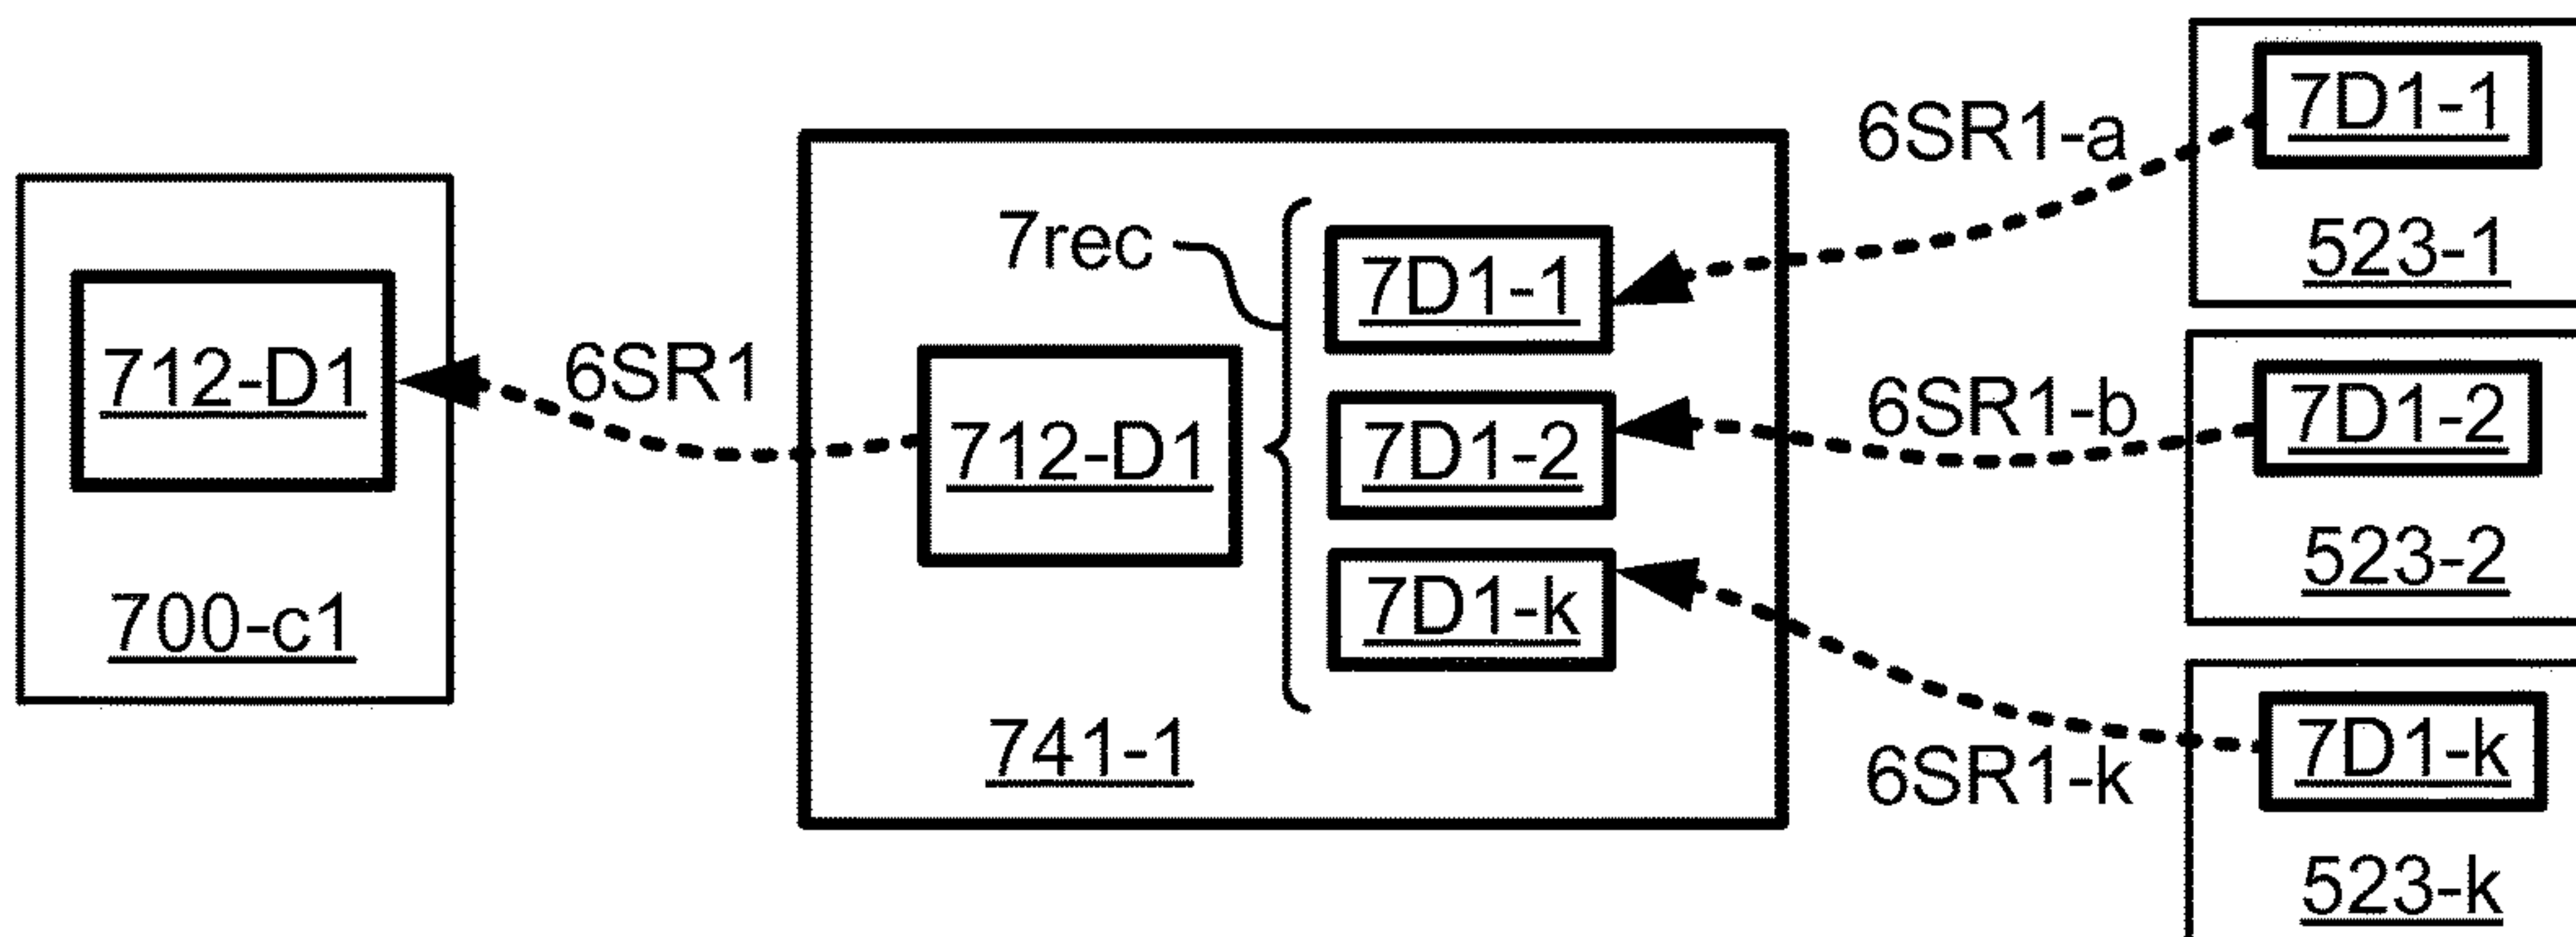 712-D1
700-c1
6SR1
7rec
712-D1
7D1-1
7D1-2
7D1-k
741-1
6SR1-a
6SR1-b
6SR1-k
7D1-1
523-1
7D1-2
523-2
7D1-k
523-k